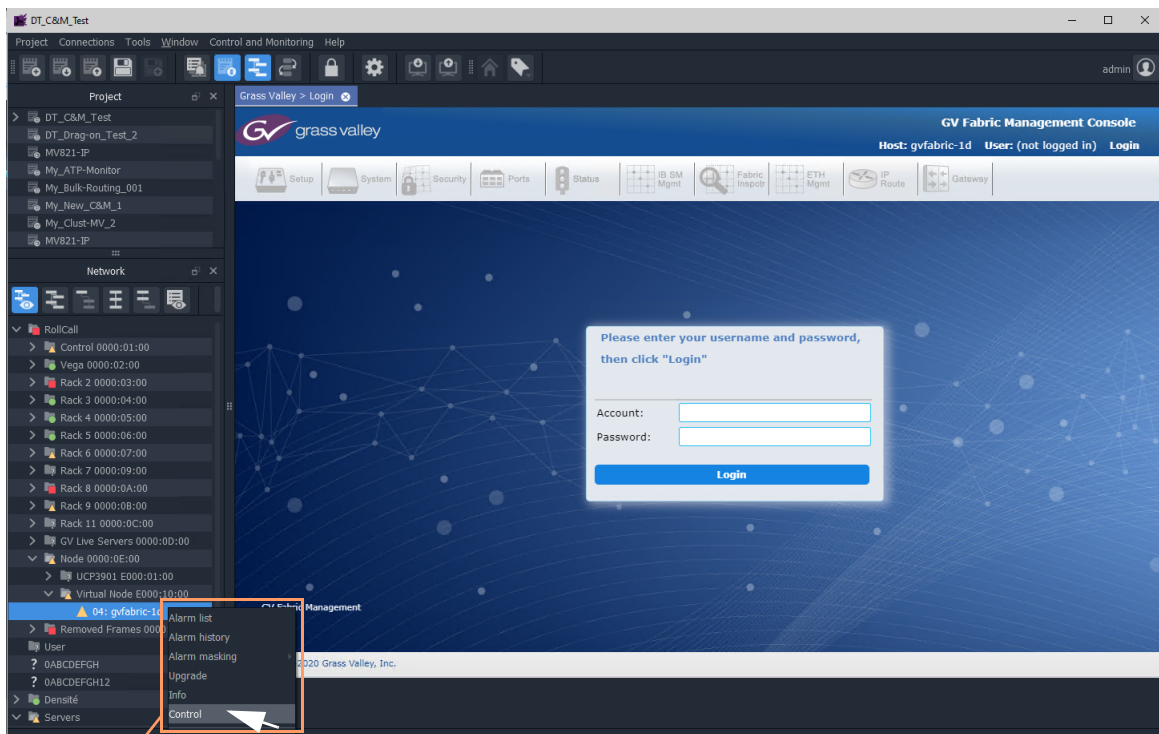 DT_C&M_Test
Project Connections Tools Window Control and Monitoring Help
admin
Project
DT_C&M_Test
DT_Drag-on_Test_2
MV821-IP
My_ATP-Monitor
My_Bulk-Routing_001
My_New_C&M_1
My_Clust-MV_2
MV821-IP
Network
RollCall
Control 0000:01:00
Vega 0000:02:00
Rack 2 0000:03:00
Rack 3 0000:04:00
Rack 4 0000:05:00
Rack 5 0000:06:00
Rack 6 0000:07:00
Rack 7 0000:09:00
Rack 8 0000:0A:00
Rack 9 0000:0B:00
Rack 11 0000:0C:00
GV Live Servers 0000:0D:00
Node 0000:0E:00
UCP3901 E000:01:00
Virtual Node E000:10:00
04: gvfabric-1d
Removed Frames 0000
User
? 0ABCDEFGH
? 0ABCDEFGH12
Densité
Servers
Alarm list
Alarm history
Alarm masking
Upgrade
Info
Control
Grass Valley > Login
GV grass valley
GV Fabric Management Console
Host: gvfabric-1d User: (not logged in) Login
Setup
System
Security
Ports
Status
IB SM
Mgmt
Fabric
Inspctr
ETH
Mgmt
IP
Route
Gateway
Please enter your username and password,
then click "Login"
Account:
Password:
Login
GV Fabric Management
2020 Grass Valley, Inc.